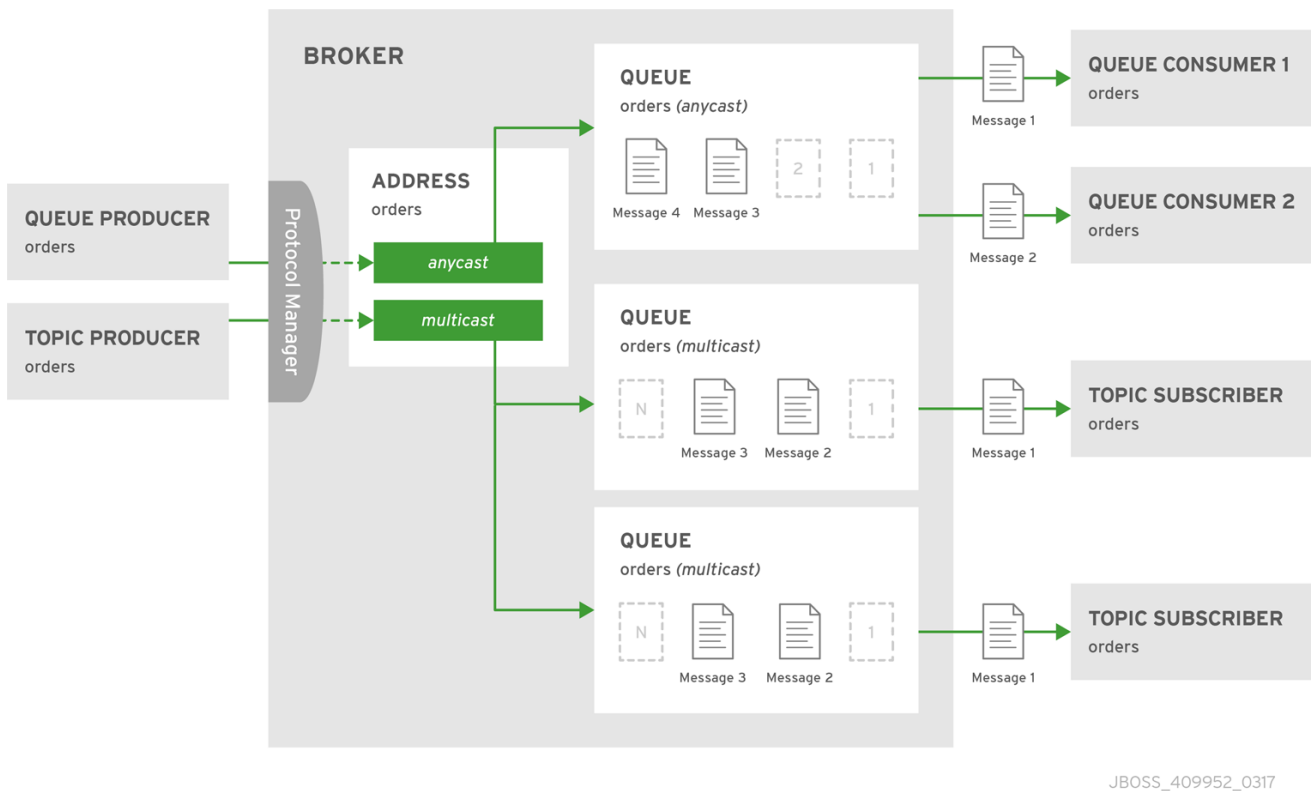 BROKER
QUEUE PRODUCER
orders
TOPIC PRODUCER
orders
Protocol Manager
ADDRESS
orders
anycast
multicast
QUEUE
orders (anycast)
2
1
Message 4
Message 3
QUEUE
orders (multicast)
N
1
Message 3
Message 2
QUEUE
orders (multicast)
N
1
Message 3
Message 2
Message 1
QUEUE CONSUMER 1
orders
Message 2
QUEUE CONSUMER 2
orders
Message 1
TOPIC SUBSCRIBER
orders
Message 1
TOPIC SUBSCRIBER
orders
JBOSS_409952_0317